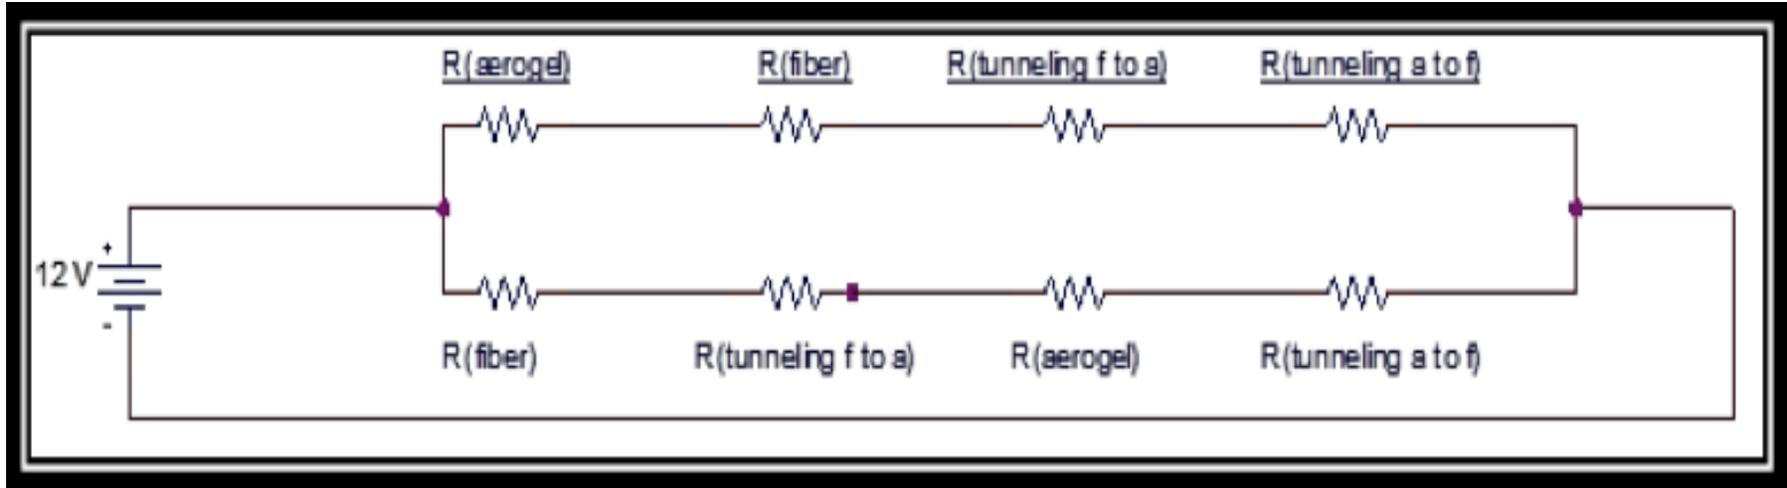 R(aerogel) R(fiber) R(tunneling f to a) R(tunneling a to f)
+
12 V
-
R(fiber) R(tunneling f to a) R(aerogel) R(tunneling a to f)